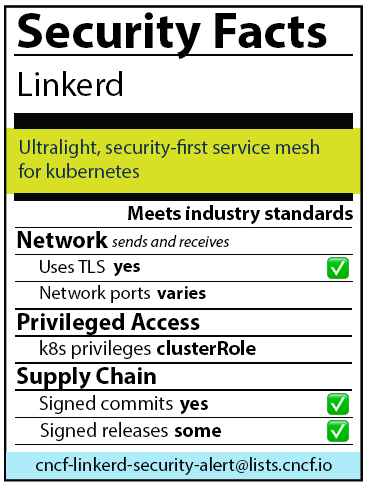 Security Facts
Linkerd
Ultralight, security-first service mesh
for kubernetes
Meets industry standards
Network sends and receives
Uses TLS yes ✅
Network ports varies
Privileged Access
k8s privileges clusterRole
Supply Chain
Signed commits yes ✅
Signed releases some ✅
cncf-linkerd-security-alert@lists.cncf.io